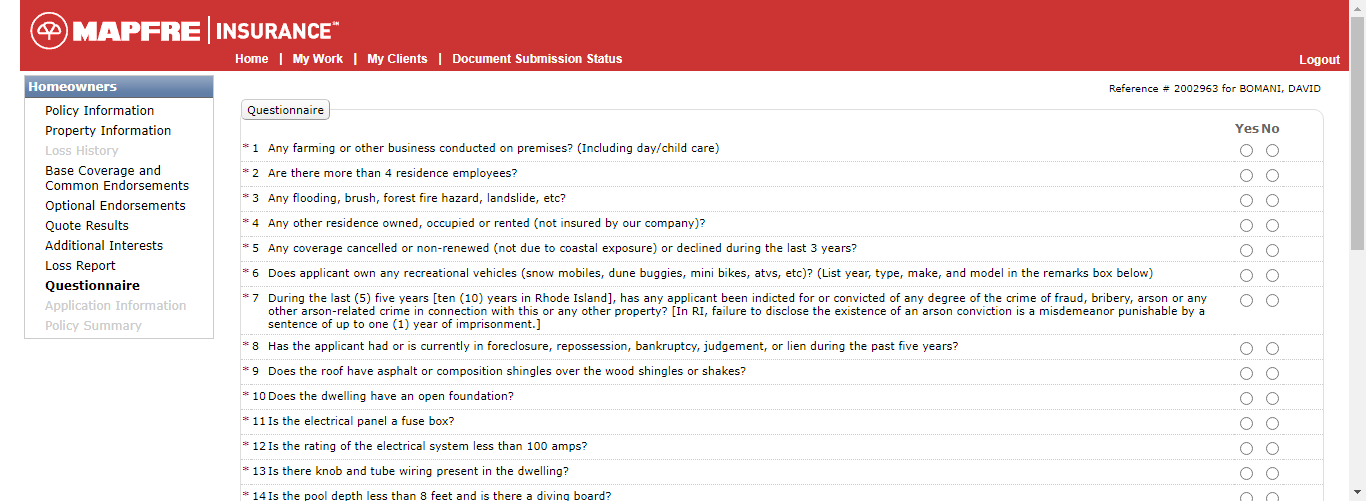 MAPFRE | INSURANCE℠
Home | My Work | My Clients | Document Submission Status
Logout
Homeowners
Policy Information
Property Information
Loss History
Base Coverage and
Common Endorsements
Optional Endorsements
Quote Results
Additional Interests
Loss Report
Questionnaire
Application Information
Policy Summary
Reference # 2002963 for BOMANI, DAVID
Questionnaire
Yes No
* 1 Any farming or other business conducted on premises? (Including day/child care)
* 2 Are there more than 4 residence employees?
* 3 Any flooding, brush, forest fire hazard, landslide, etc?
* 4 Any other residence owned, occupied or rented (not insured by our company)?
* 5 Any coverage cancelled or non-renewed (not due to coastal exposure) or declined during the last 3 years?
* 6 Does applicant own any recreational vehicles (snow mobiles, dune buggies, mini bikes, atvs, etc)? (List year, type, make, and model in the remarks box below)
* 7 During the last (5) five years [ten (10) years in Rhode Island], has any applicant been indicted for or convicted of any degree of the crime of fraud, bribery, arson or any
other arson-related crime in connection with this or any other property? [In RI, failure to disclose the existence of an arson conviction is a misdemeanor punishable by a
sentence of up to one (1) year of imprisonment.]
* 8 Has the applicant had or is currently in foreclosure, repossession, bankruptcy, judgement, or lien during the past five years?
* 9 Does the roof have asphalt or composition shingles over the wood shingles or shakes?
* 10 Does the dwelling have an open foundation?
* 11 Is the electrical panel a fuse box?
* 12 Is the rating of the electrical system less than 100 amps?
* 13 Is there knob and tube wiring present in the dwelling?
* 14 Is the pool depth less than 8 feet and is there a diving board?